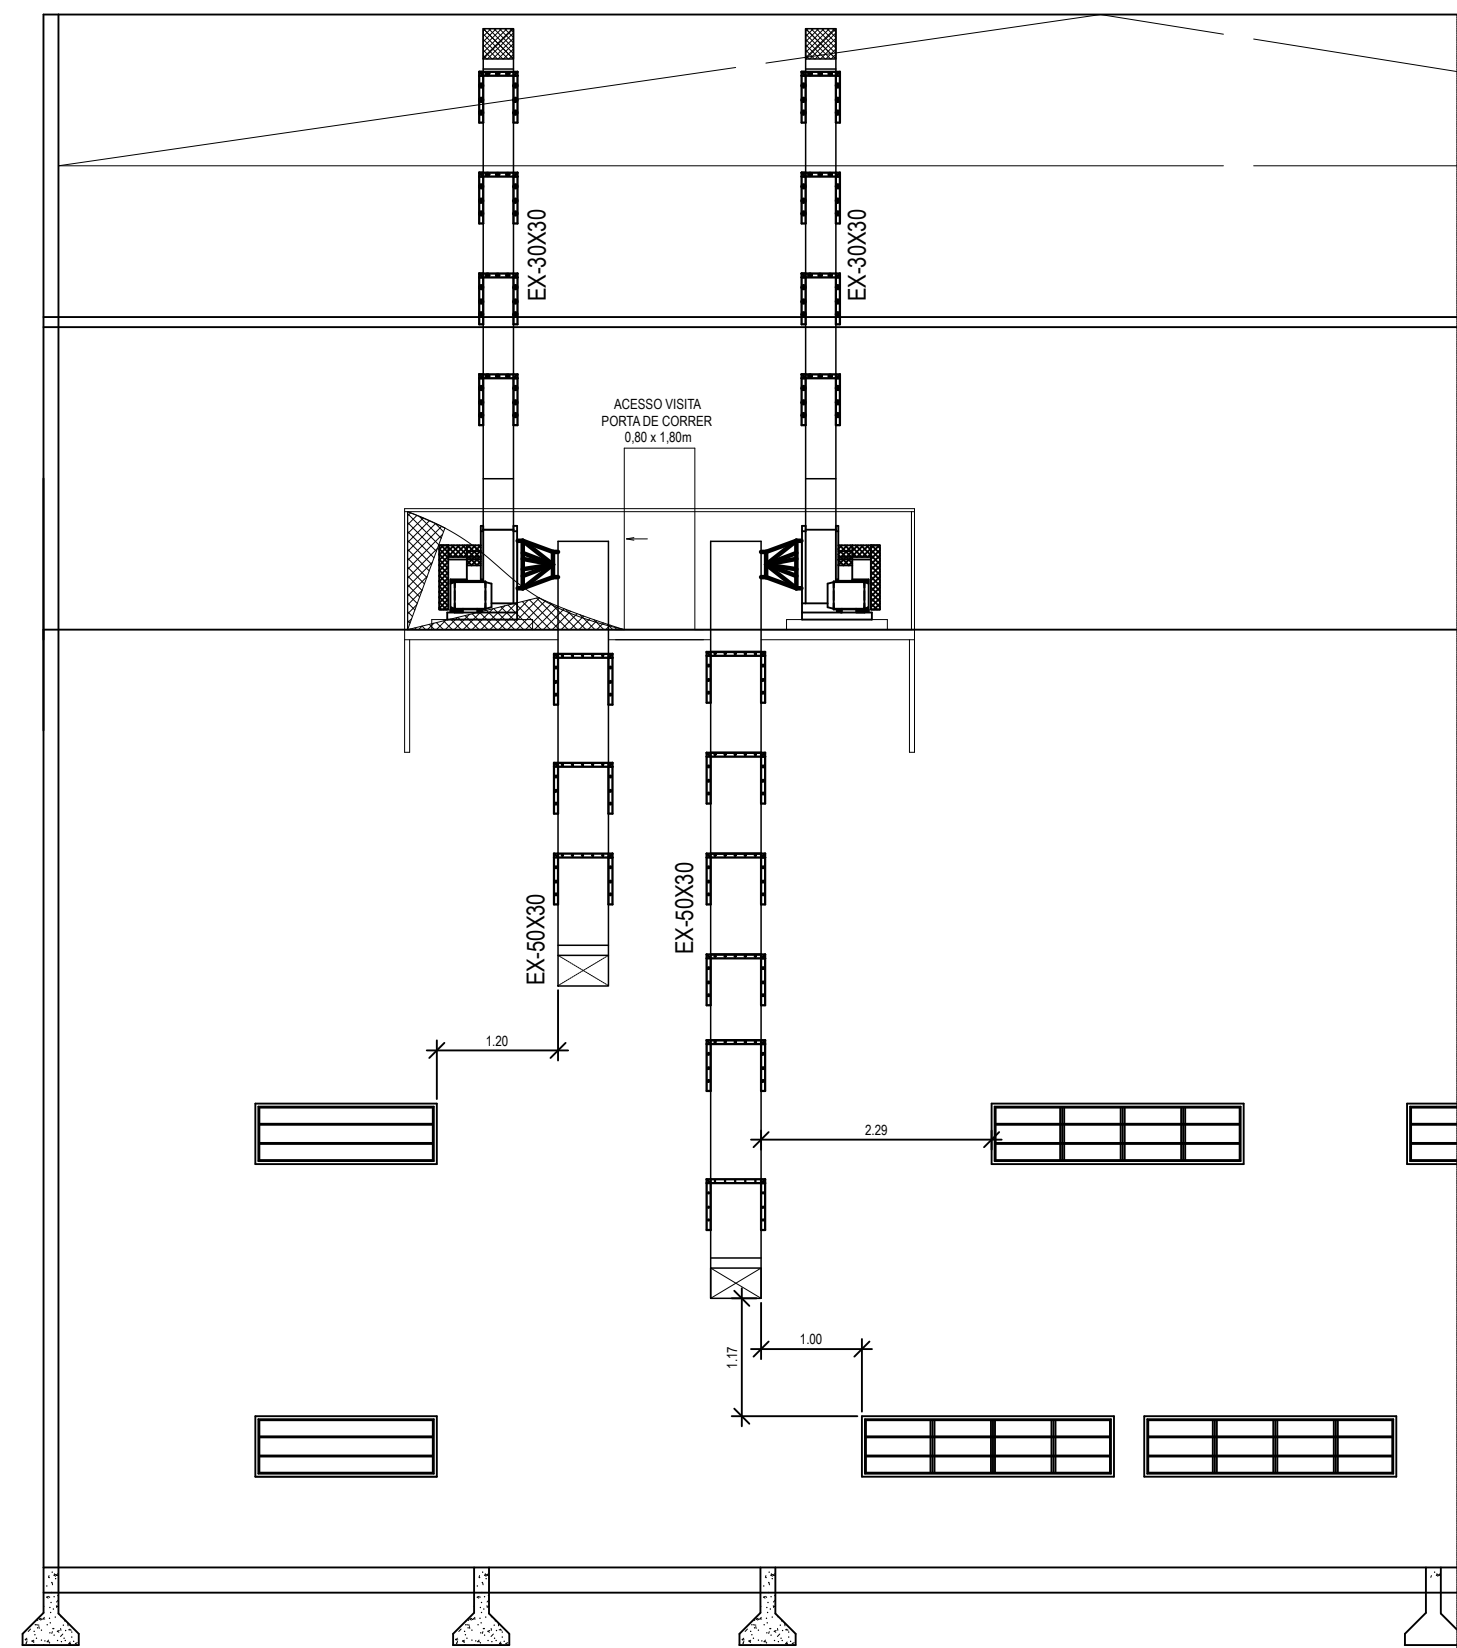 EX-30X30
EX-30X30
ACESSO VISITA
PORTA DE CORRER
0,80 x 1,80m
EX-50X30
EX-50X30
1.20
2.29
1.00
1.17